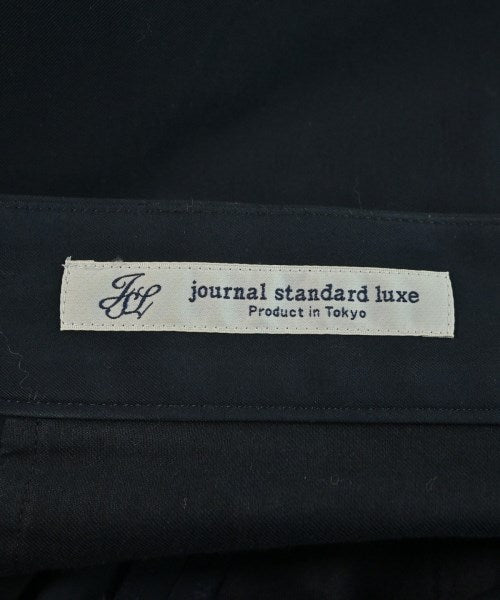 JSL journal standard luxe
Product in Tokyo